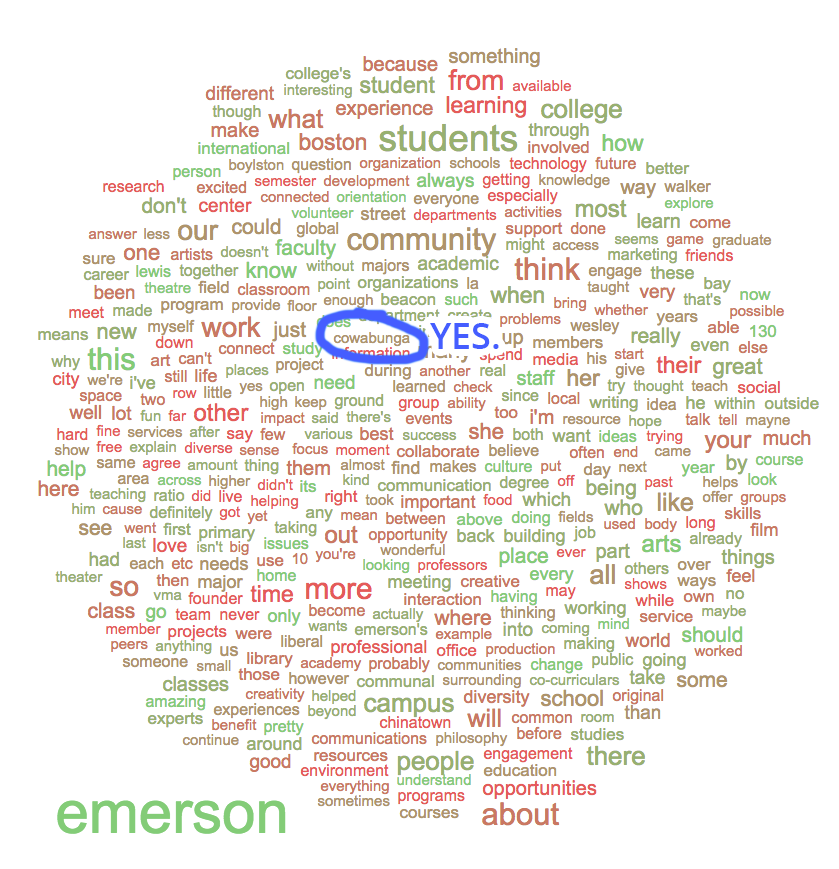 something
because
college's student from available
different interesting
though what experience learning college
make boston students through how
international involved
person boylston question organization schools technology future better
research excited semester development always getting knowledge way walker
connected orientation everyone especially
don't center volunteer street departments activities most learn explore
answer less our could global community support done come
sure one artists doesn't faculty might access seems game graduate
career lewis together know without majors academic think engage marketing friends
been theatre field classroom point organizations la when taught very these bay
meet made program provide floor enough beacon such bring whether that's now
means new myself work just department create problems wesley years able possible 130
down cowabunga YES. up members really even else
why this art can't connect study information many spend media his start their great
city we're i've still life places project during another real staff her give
space two row little yes open need learned check since local try thought teach social
well lot fun far other high keep ground group ability too i'm writing idea he within outside
hard fine services after say few impact said there's events she resource hope talk tell mayne
show free explain diverse sense various best success both want ideas trying your much
help same agree amount thing focus moment collaborate believe often end came
here area across higher them almost find makes culture put day next year by course
teaching ratio did live didn't its kind communication degree off being past helps look
him cause definitely got helping right took important food which who like offer groups
see went first yet any mean between above doing fields used body long skills
primary taking out opportunity back building job arts already film
last love isn't big issues you're wonderful
had each etc needs use 10 looking professors place ever part others over things
theater so then major home meeting creative every all shows ways feel
vma founder time more interaction having may while own no
class go team never only become actually where thinking working service maybe
member projects were wants emerson's example into coming mind
peers anything us liberal professional office production making world should
someone small library academy probably communities change public going worked
classes those however communal surrounding co-curriculars take some
amazing creativity helped campus diversity school original
experts experiences beyond will common room than
benefit pretty chinatown
continue around communications philosophy before studies
good resources people engagement there
environment understand education
everything programs opportunities
emerson sometimes courses about